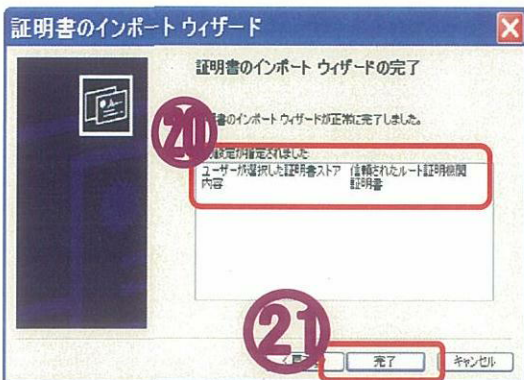 証明書のインポート ウィザード
証明書のインポート ウィザードの完了
⑳
書のインポート ウィザードが正常に完了しました。
設定が指定されました
ユーザーが選択した証明書ストア 信頼されたルート証明機関
内容 証明書
㉑
完了
キャンセル